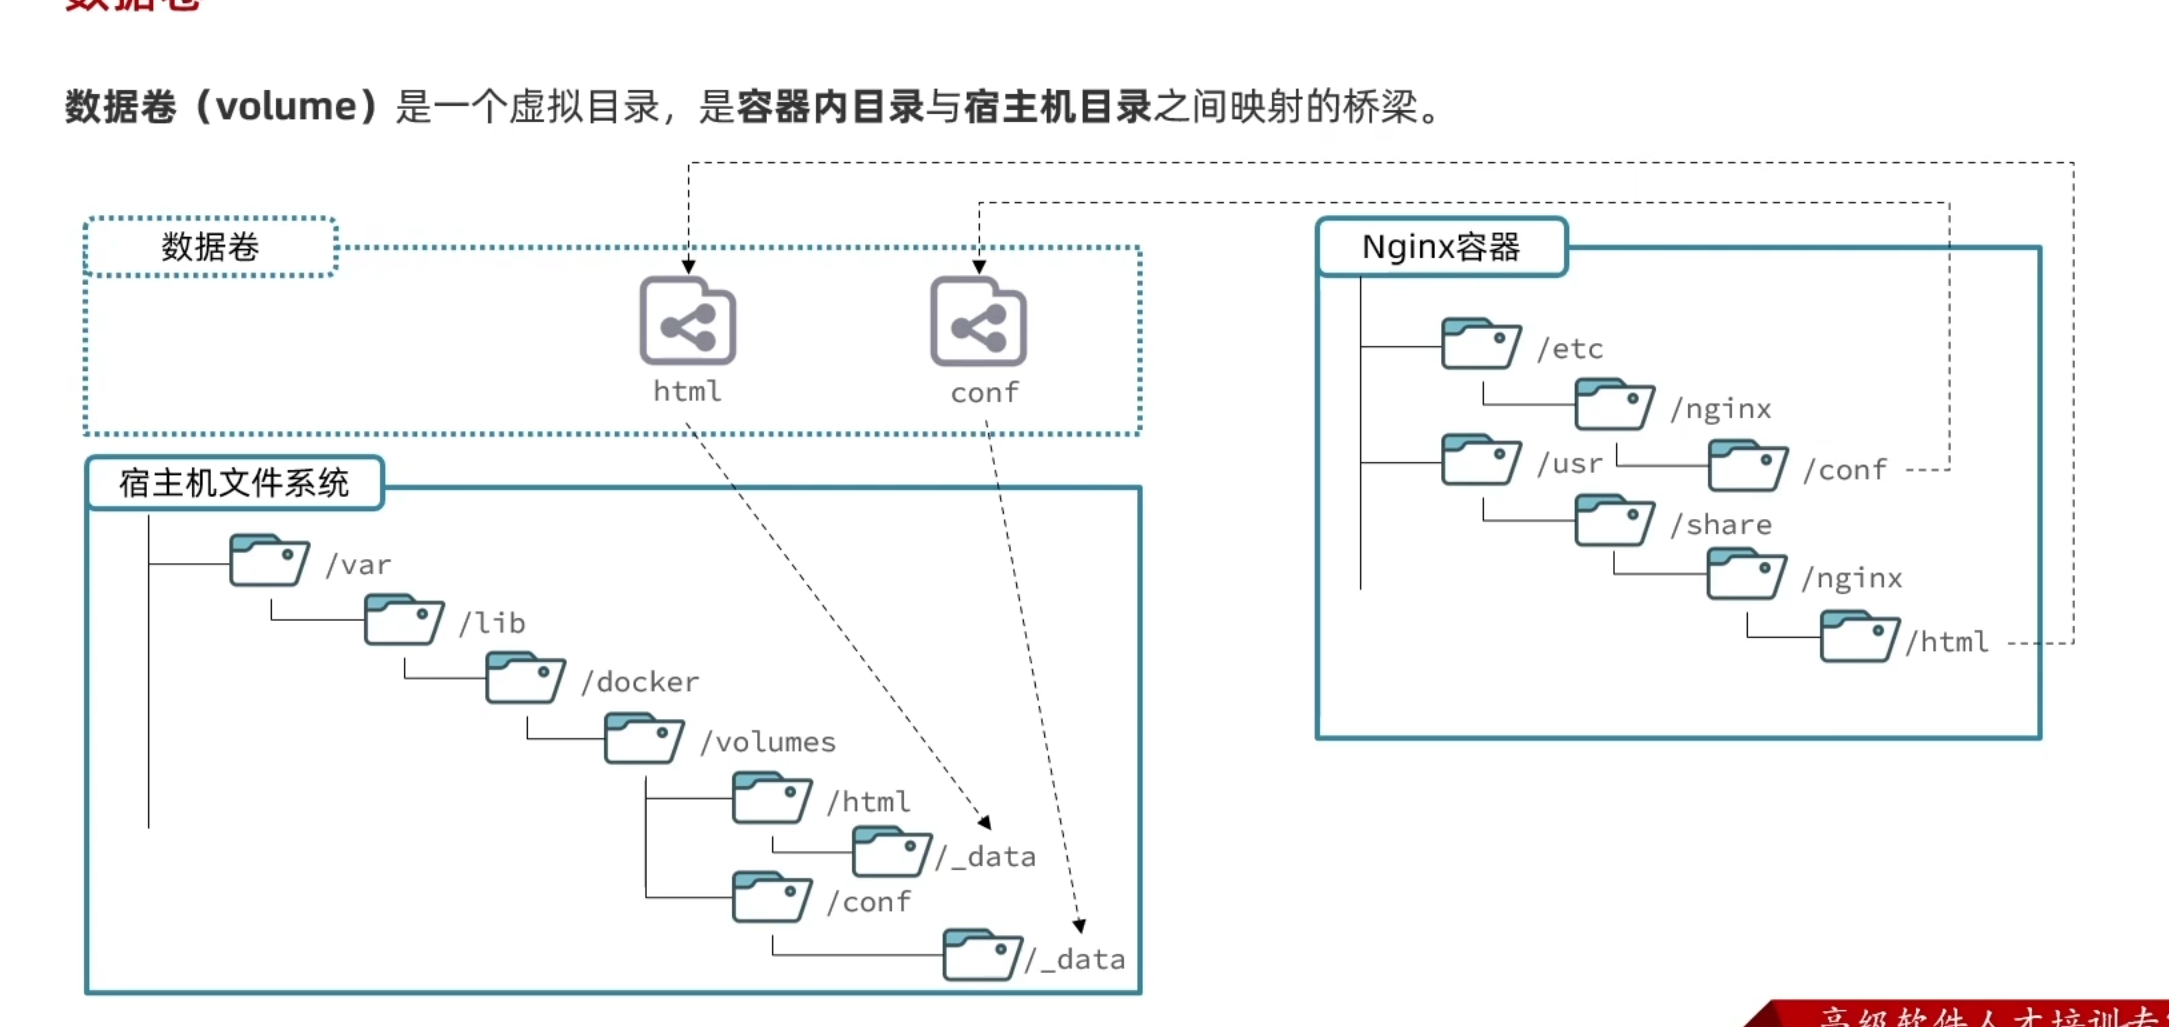 数据卷
数据卷（volume）是一个虚拟目录，是容器内目录与宿主机目录之间映射的桥梁。
数据卷
html
conf
宿主机文件系统
/var
/lib
/docker
/volumes
/html
/_data
/conf
/_data
Nginx容器
/etc
/nginx
/conf
/usr
/share
/nginx
/html
高级软件人才培训专